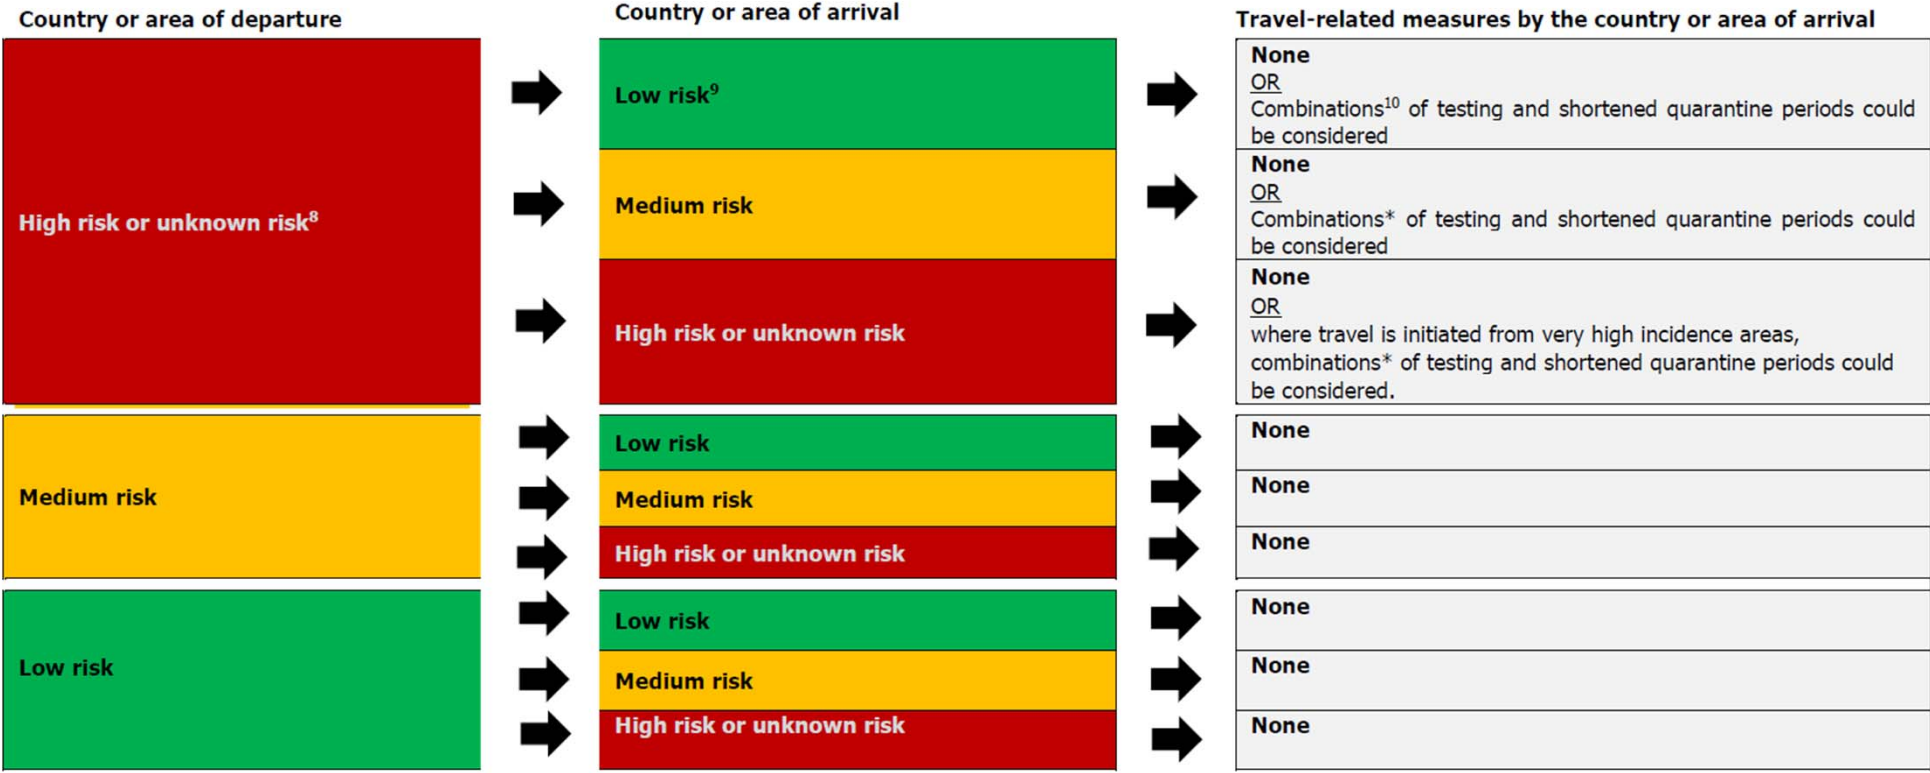 Country or area of departure
Country or area of arrival
Travel-related measures by the country or area of arrival
High risk or unknown risk⁸
Low risk⁹
None
OR
Combinations¹⁰ of testing and shortened quarantine periods could
be considered
Medium risk
None
OR
Combinations* of testing and shortened quarantine periods could
be considered
High risk or unknown risk
None
OR
where travel is initiated from very high incidence areas,
combinations* of testing and shortened quarantine periods could
be considered.
Medium risk
Low risk
None
Medium risk
None
High risk or unknown risk
None
Low risk
Low risk
None
Medium risk
None
High risk or unknown risk
None